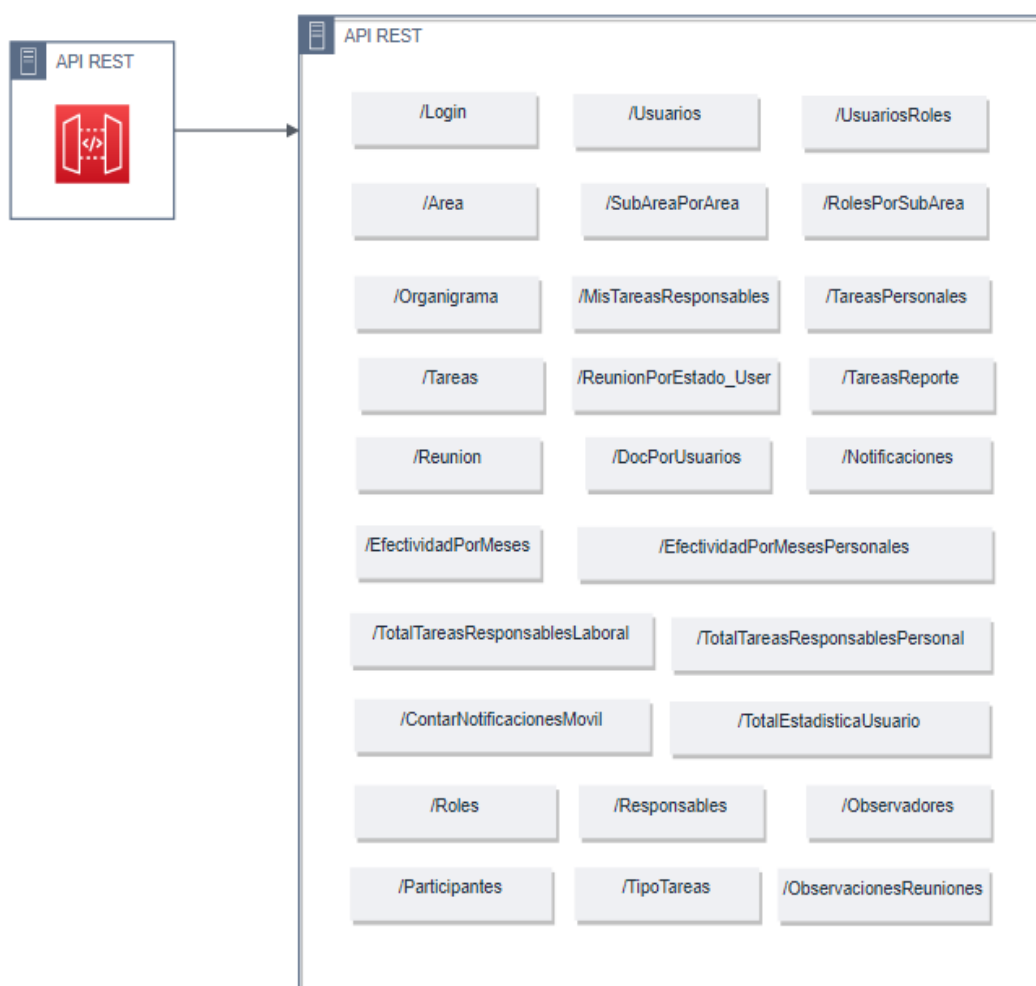 API REST
API REST
</>
/Login
/Usuarios
/UsuariosRoles
/Area
/SubAreaPorArea
/RolesPorSubArea
/Organigrama
/MisTareasResponsables
/TareasPersonales
/Tareas
/ReunionPorEstado_User
/TareasReporte
/Reunion
/DocPorUsuarios
/Notificaciones
/EfectividadPorMeses
/EfectividadPorMesesPersonales
/TotalTareasResponsablesLaboral
/TotalTareasResponsablesPersonal
/ContarNotificacionesMovil
/TotalEstadisticaUsuario
/Roles
/Responsables
/Observadores
/Participantes
/TipoTareas
/ObservacionesReuniones